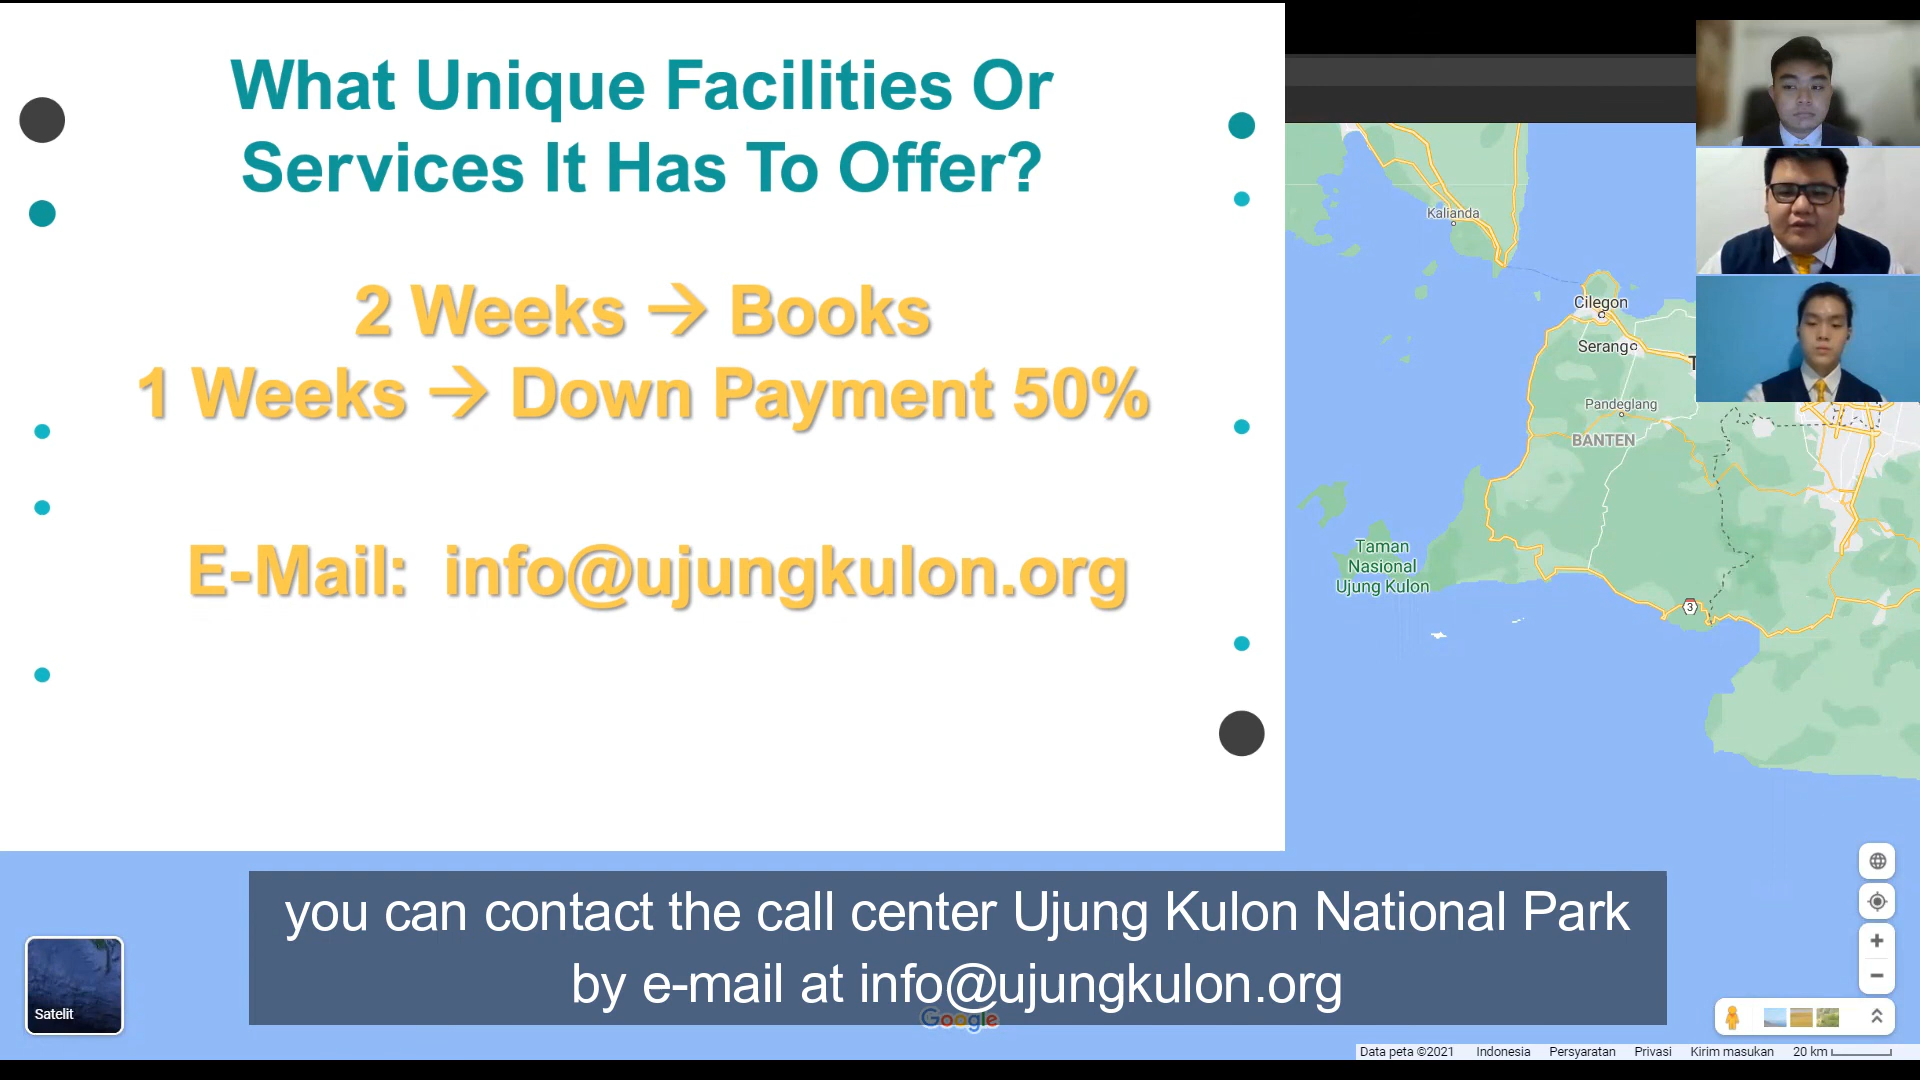 What Unique Facilities Or
Services It Has To Offer?
2 Weeks → Books
1 Weeks → Down Payment 50%
E-Mail: info@ujungkulon.org
Kalianda
Cilegon
Serang
Pandeglang
BANTEN
Taman
Nasional
Ujung Kulon
3
you can contact the call center Ujung Kulon National Park
by e-mail at info@ujungkulon.org
Satelit
Google
Data peta ©2021 Indonesia Persyaratan Privasi Kirim masukan 20 km